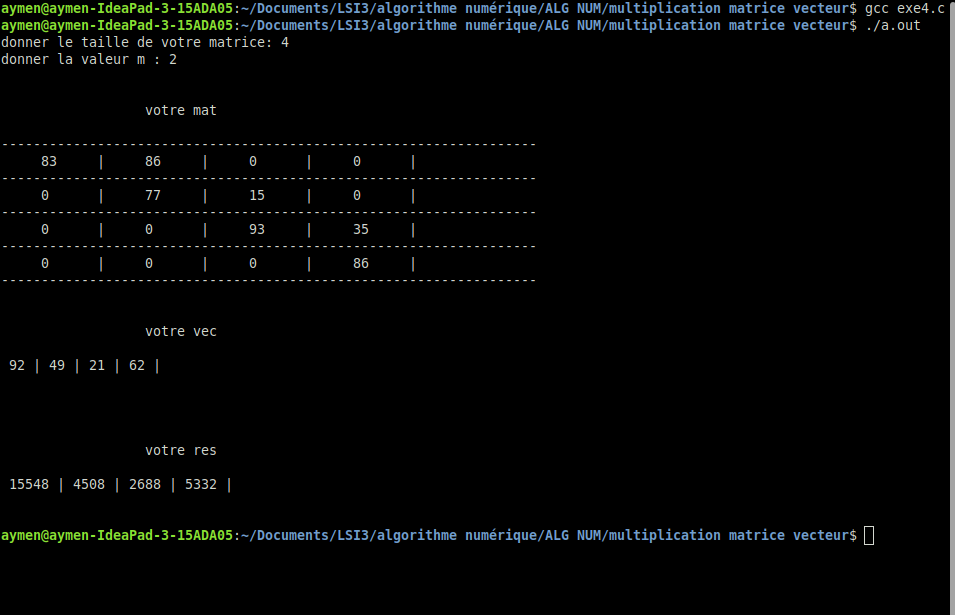 aymen@aymen-IdeaPad-3-15ADA05:~/Documents/LSI3/algorithme numérique/ALG NUM/multiplication matrice vecteur$ gcc exe4.c
aymen@aymen-IdeaPad-3-15ADA05:~/Documents/LSI3/algorithme numérique/ALG NUM/multiplication matrice vecteur$ ./a.out
donner le taille de votre matrice: 4
donner la valeur m : 2
votre mat
-------------------------------------------------------------------
83 | 86 | 0 | 0 |
-------------------------------------------------------------------
0 | 77 | 15 | 0 |
-------------------------------------------------------------------
0 | 0 | 93 | 35 |
-------------------------------------------------------------------
0 | 0 | 0 | 86 |
-------------------------------------------------------------------
votre vec
92 | 49 | 21 | 62 |
votre res
15548 | 4508 | 2688 | 5332 |
aymen@aymen-IdeaPad-3-15ADA05:~/Documents/LSI3/algorithme numérique/ALG NUM/multiplication matrice vecteur$